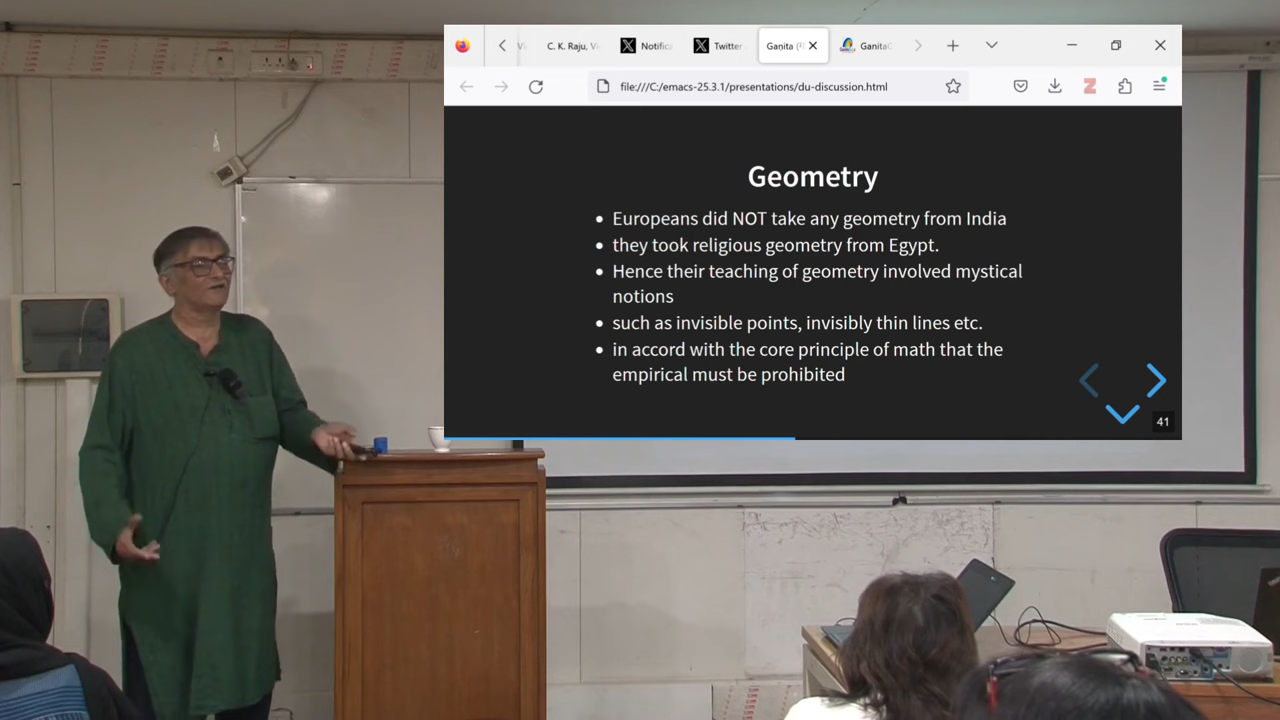 C. K. Raju, Vi
Notific
Twitter
Gaṇita (
GanitaG
file:///C:/emacs-25.3.1/presentations/du-discussion.html
Geometry
Europeans did NOT take any geometry from India
they took religious geometry from Egypt.
Hence their teaching of geometry involved mystical
notions
such as invisible points, invisibly thin lines etc.
in accord with the core principle of math that the
empirical must be prohibited
41